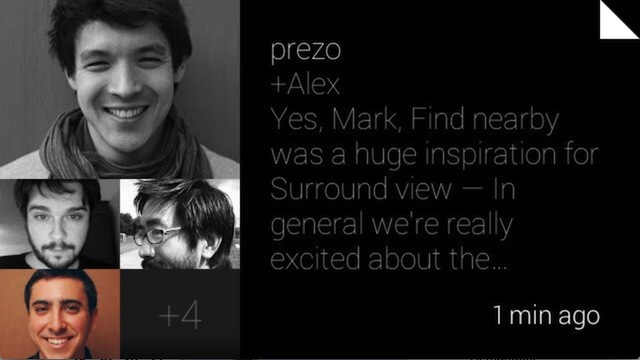 prezo
+Alex
Yes, Mark, Find nearby
was a huge inspiration for
Surround view — In
general we're really
excited about the...
+4
1 min ago